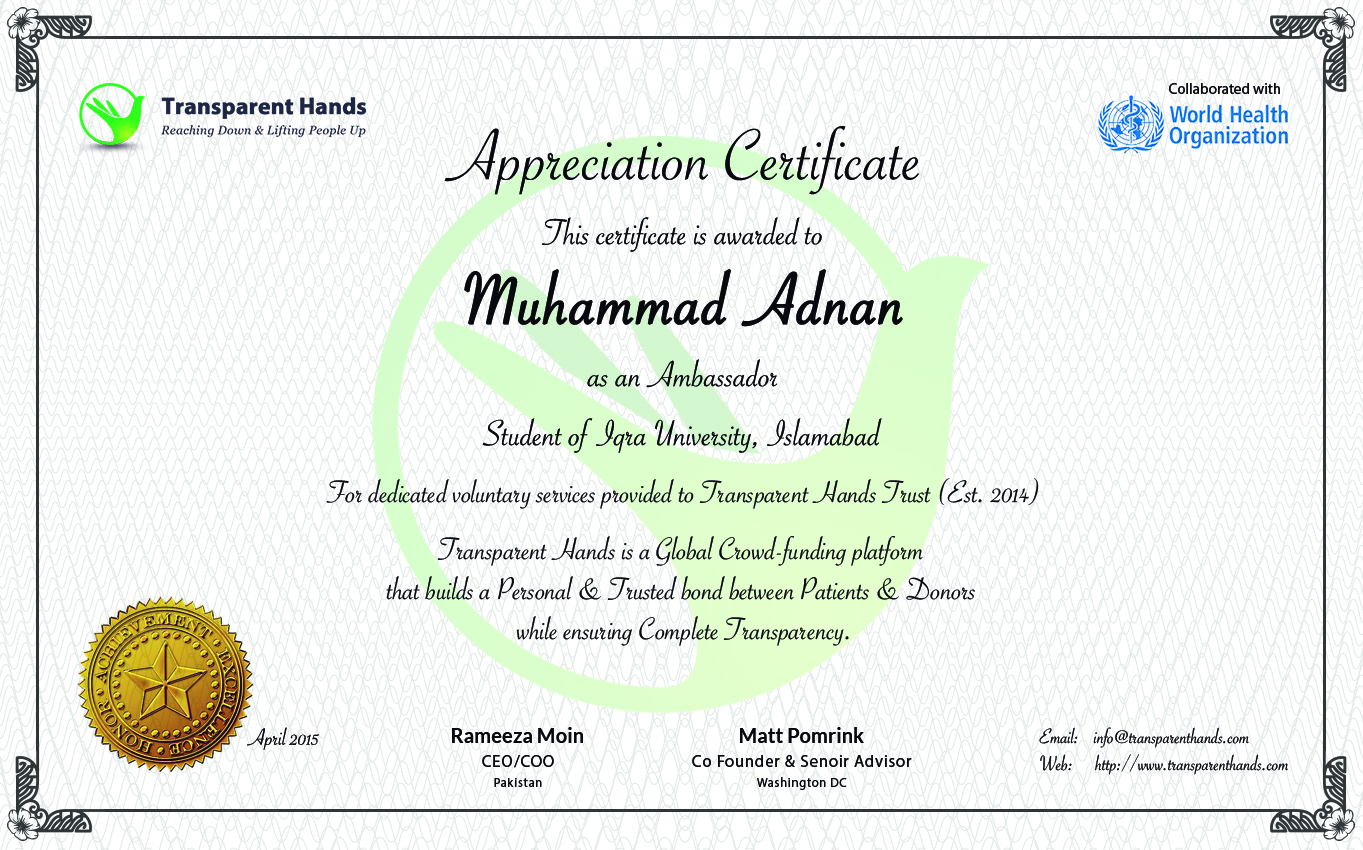 Transparent Hands
Reaching Down & Lifting People Up
Collaborated with
World Health
Organization
Appreciation Certificate
This certificate is awarded to
Muhammad Adnan
as an Ambassador
Student of Iqra University, Islamabad
For dedicated voluntary services provided to Transparent Hands Trust (Est. 2014)
Transparent Hands is a Global Crowd-funding platform
that builds a Personal & Trusted bond between Patients & Donors
while ensuring Complete Transparency.
HONOR · ACHIEVEMENT · EXCELLENCE ·
April 2015
Rameeza Moin
CEO/COO
Pakistan
Matt Pomrink
Co Founder & Senoir Advisor
Washington DC
Email: info@transparenthands.com
Web: http://www.transparenthands.com